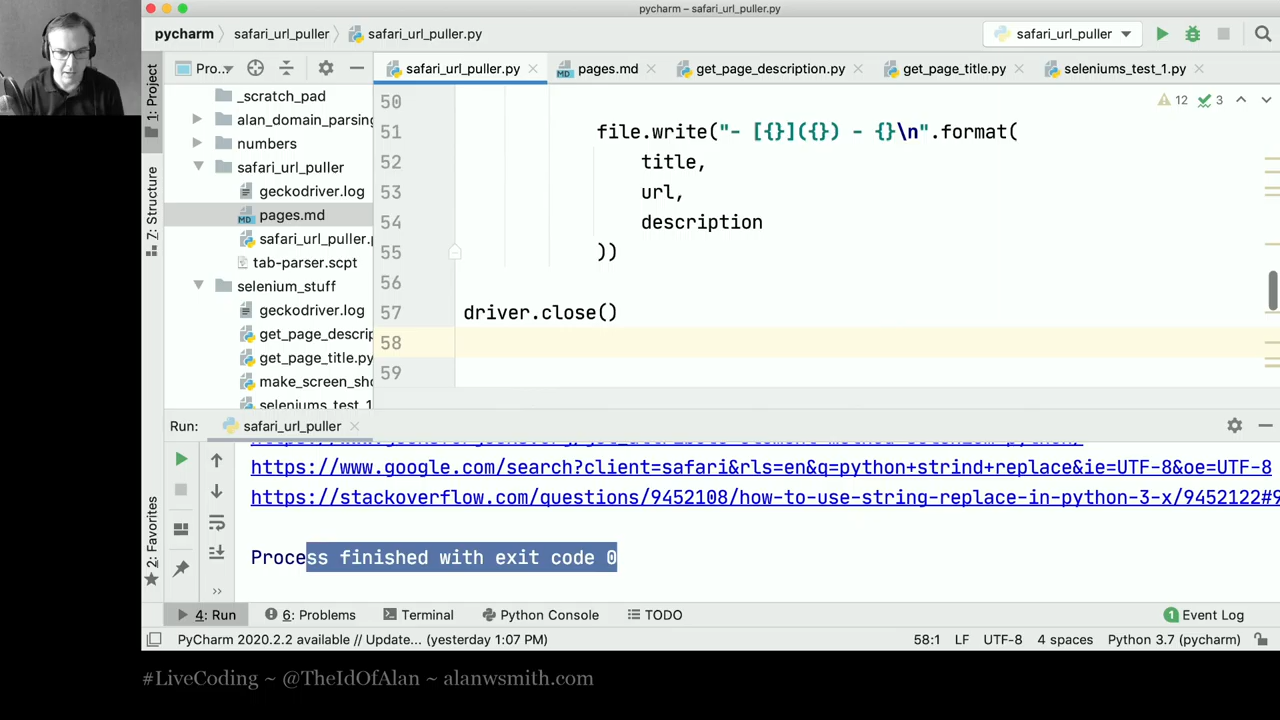 pycharm – safari_url_puller.py
pycharm safari_url_puller safari_url_puller.py
safari_url_puller
1: Project
Pro...
safari_url_puller.py
pages.md
get_page_description.py
get_page_title.py
seleniums_test_1.py
_scratch_pad
alan_domain_parsing
numbers
safari_url_puller
geckodriver.log
pages.md
safari_url_puller.p
tab-parser.scpt
selenium_stuff
geckodriver.log
get_page_descrip
get_page_title.py
make_screen_sho
seleniums_test_1
7: Structure
2: Favorites
12 3
50
51 file.write("- [{}]({}) - {}\n".format(
52 title,
53 url,
54 description
55 ))
56
57 driver.close()
58
59
Run: safari_url_puller
https://www.google.com/search?client=safari&rls=en&q=python+strind+replace&ie=UTF-8&oe=UTF-8
https://stackoverflow.com/questions/9452108/how-to-use-string-replace-in-python-3-x/9452122#9
Process finished with exit code 0
4: Run 6: Problems Terminal Python Console TODO 1 Event Log
PyCharm 2020.2.2 available // Update... (yesterday 1:07 PM) 58:1 LF UTF-8 4 spaces Python 3.7 (pycharm)
#LiveCoding ~ @TheIdOfAlan ~ alanwsmith.com